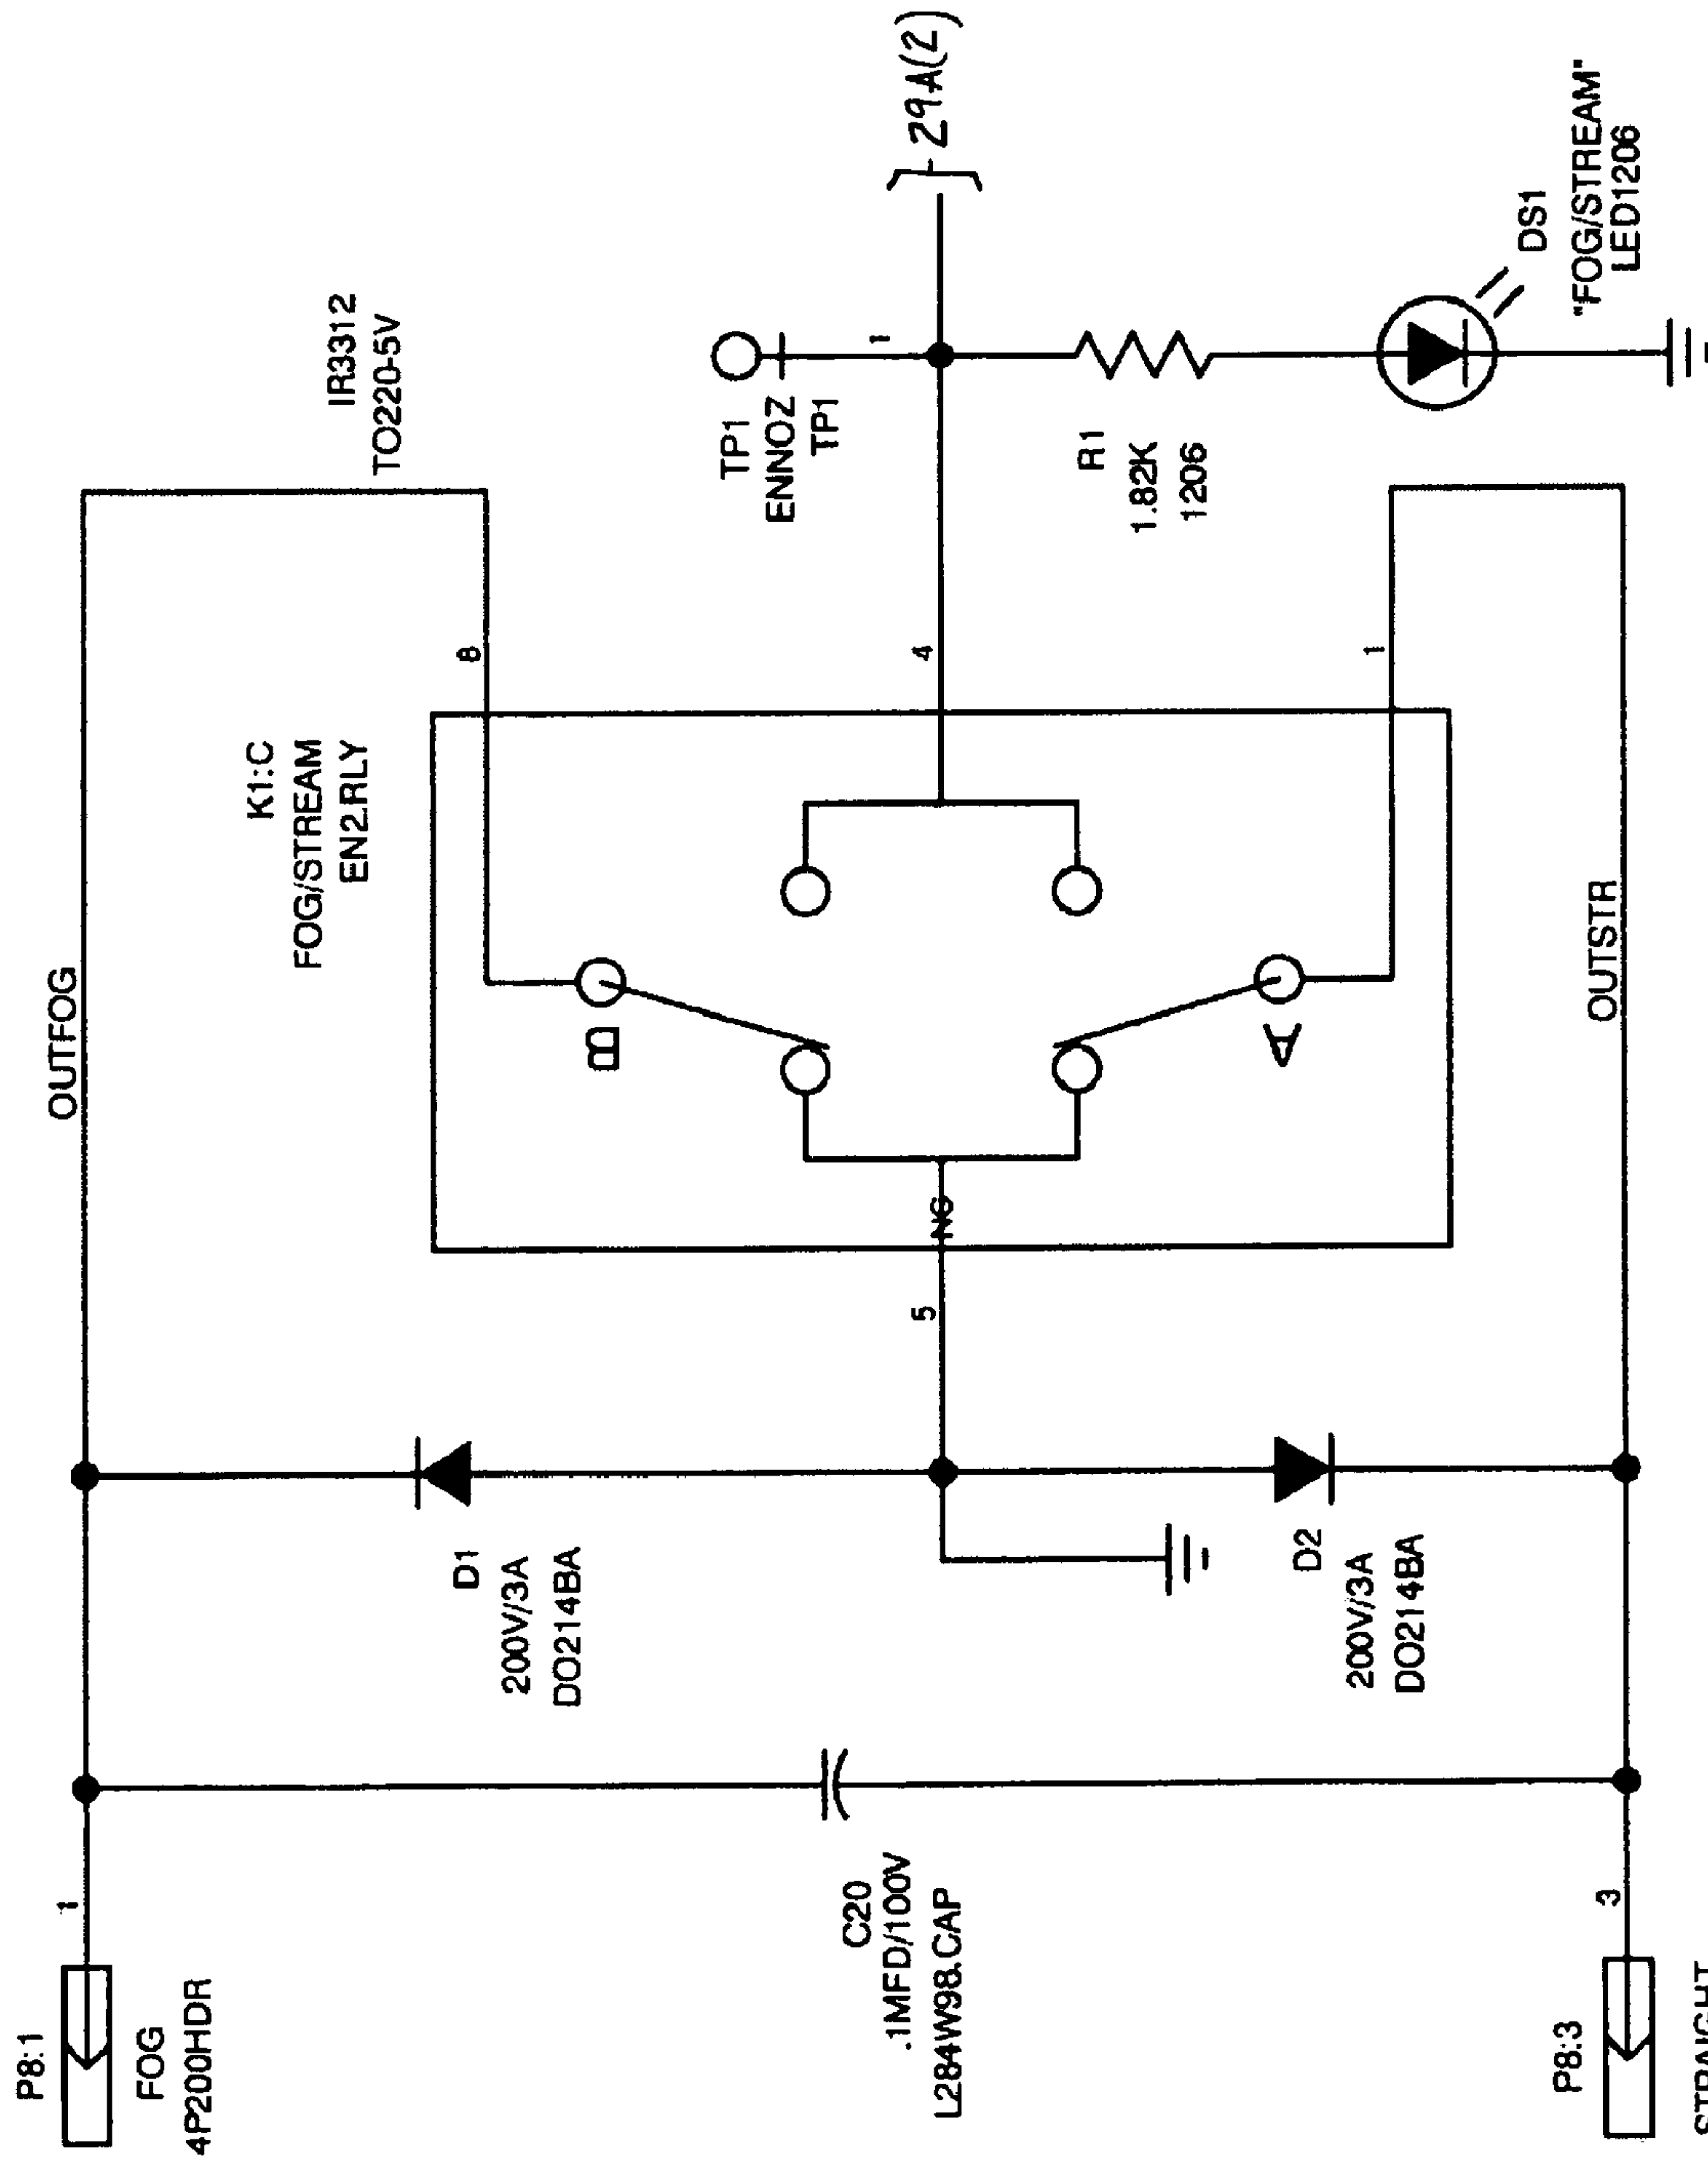 P8:1
FOG
4P200HDR
1
OUTFOG
C20
.1MFD/100V
L284W98.CAP
D1
200V/3A
DO214BA
D2
200V/3A
DO214BA
5
NC
K1:C
FOG/STREAM
EN2.RLY
B
A
8
4
1
IR3312
TO220-5V
TP1
ENNOZ
TP1
1
29A(2)
R1
1.82K
1206
DS1
"FOG/STREAM"
LED1206
OUTSTR
3
P8:3
STRAIGHT